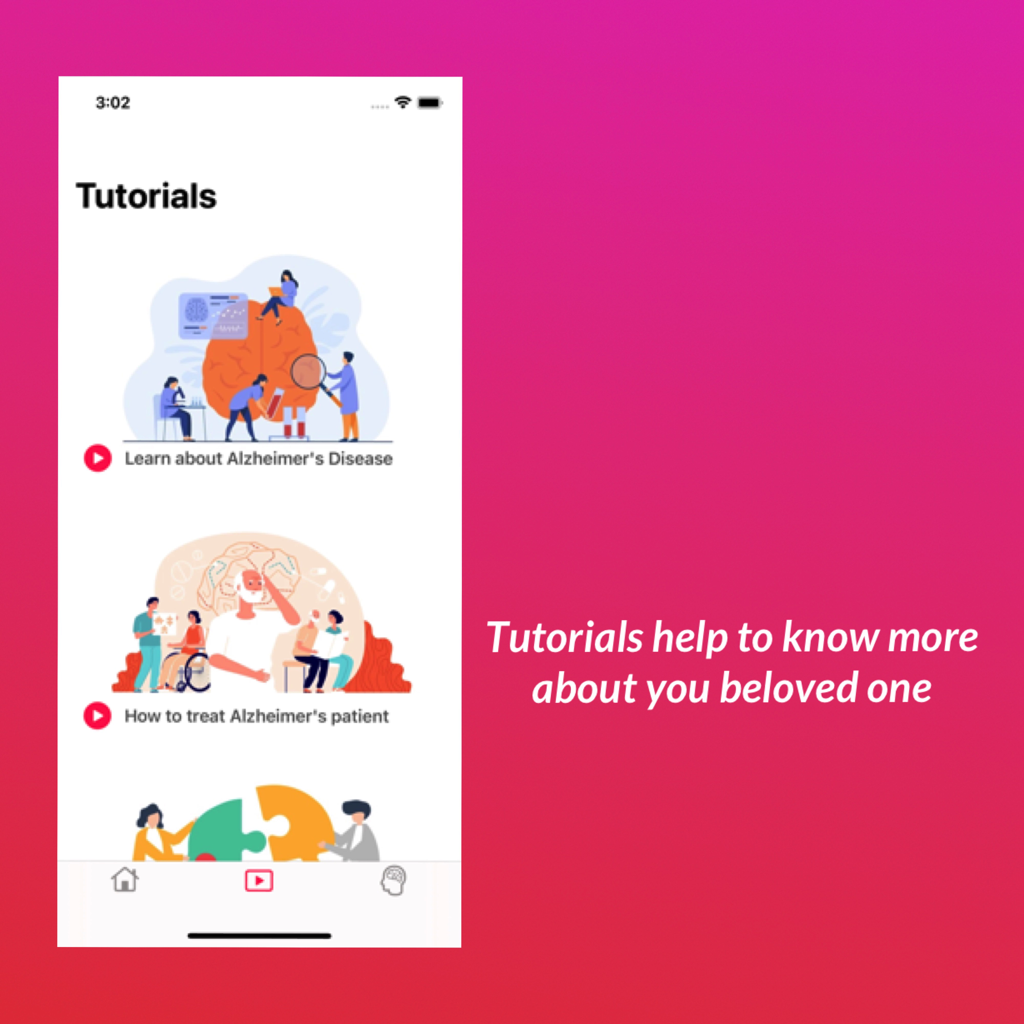 3:02
Tutorials
Learn about Alzheimer's Disease
How to treat Alzheimer's patient
Tutorials help to know more
about you beloved one